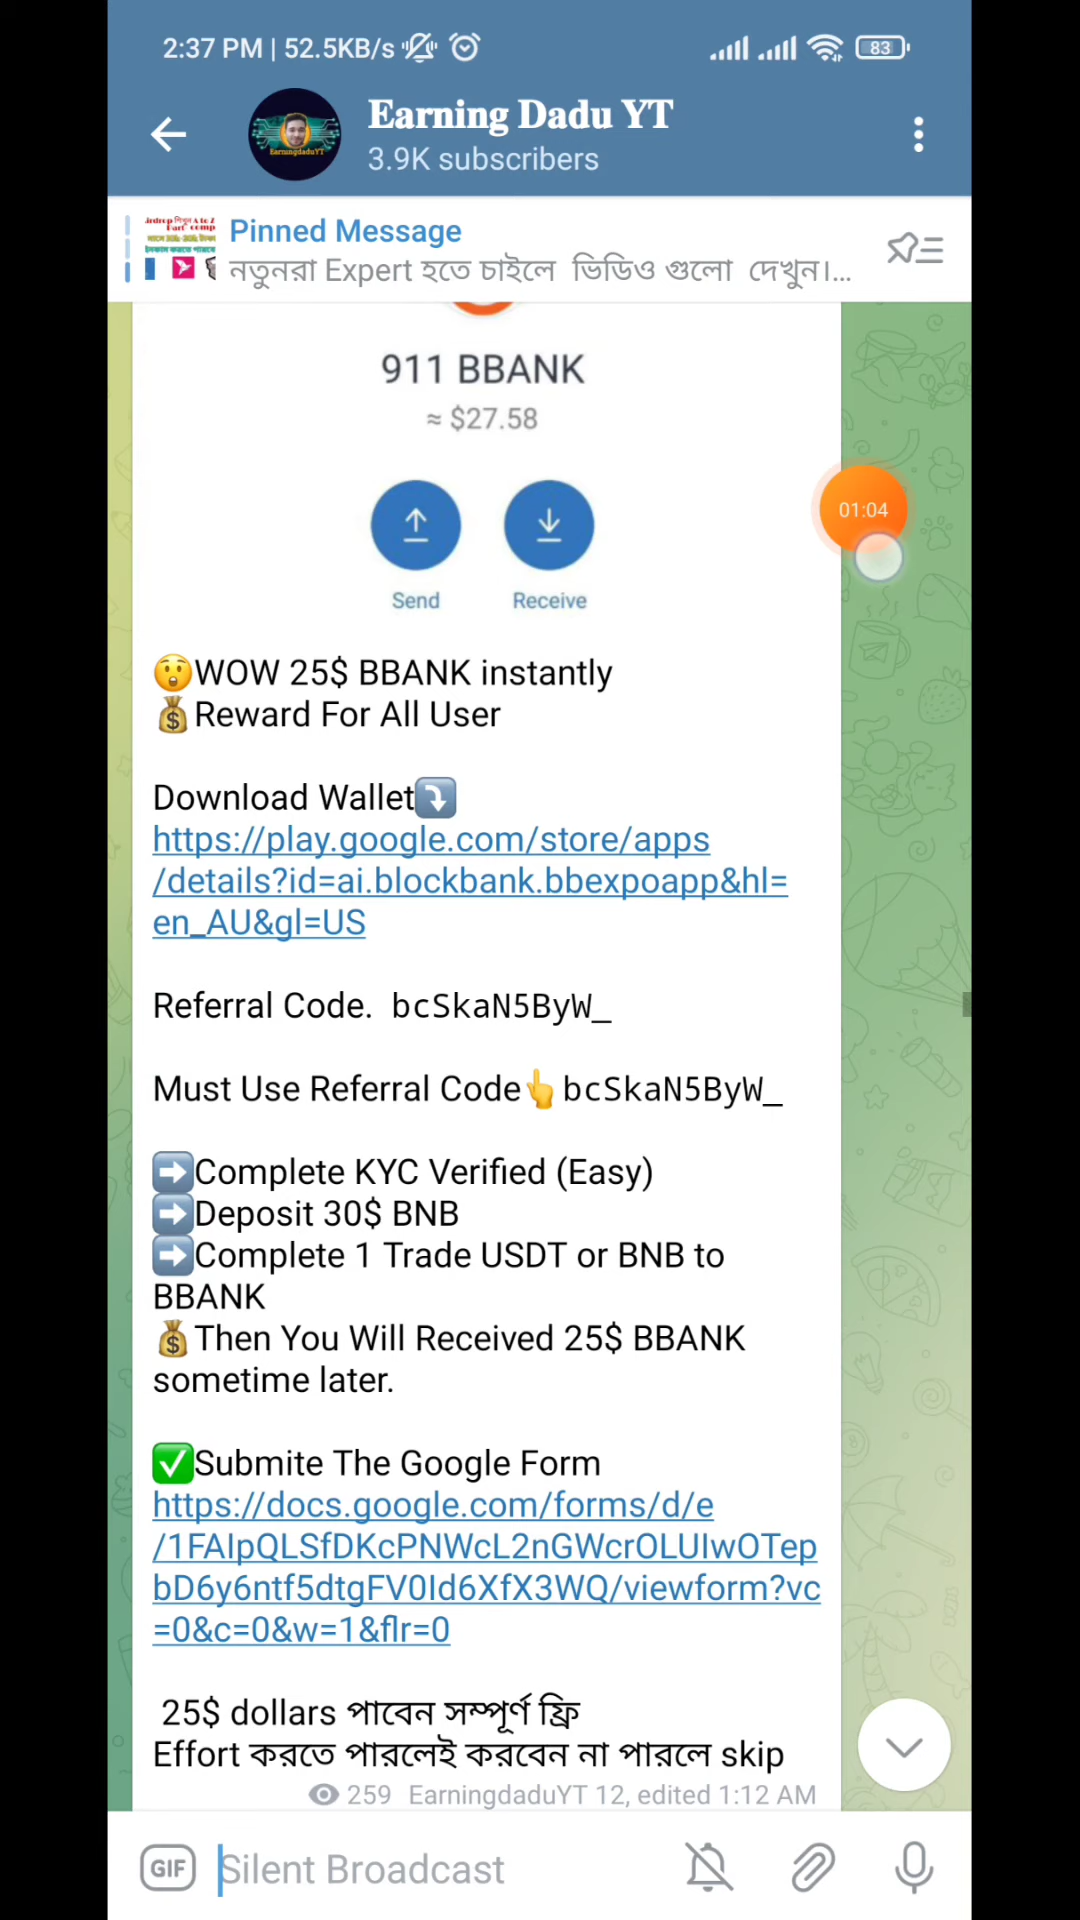 2:37 PM | 52.5KB/s
83
Earning Dadu YT
3.9K subscribers
EarningdaduYT
Pinned Message
নতুনরা Expert হতে চাইলে ভিডিও গুলো দেখুন।...
911 BBANK
≈ $27.58
01:04
Send
Receive
😲WOW 25$ BBANK instantly
💰Reward For All User
Download Wallet⤵️
https://play.google.com/store/apps
/details?id=ai.blockbank.bbexpoapp&hl=
en_AU&gl=US
Referral Code. bcSkaN5ByW_
Must Use Referral Code👆bcSkaN5ByW_
➡️Complete KYC Verified (Easy)
➡️Deposit 30$ BNB
➡️Complete 1 Trade USDT or BNB to
BBANK
💰Then You Will Received 25$ BBANK
sometime later.
✅Submite The Google Form
https://docs.google.com/forms/d/e
/1FAIpQLSfDKcPNWcL2nGWcrOLUIwOTep
bD6y6ntf5dtgFV0Id6XfX3WQ/viewform?vc
=0&c=0&w=1&flr=0
25$ dollars পাবেন সম্পূর্ণ ফ্রি
Effort করতে পারলেই করবেন না পারলে skip
259 EarningdaduYT 12, edited 1:12 AM
GIF
Silent Broadcast